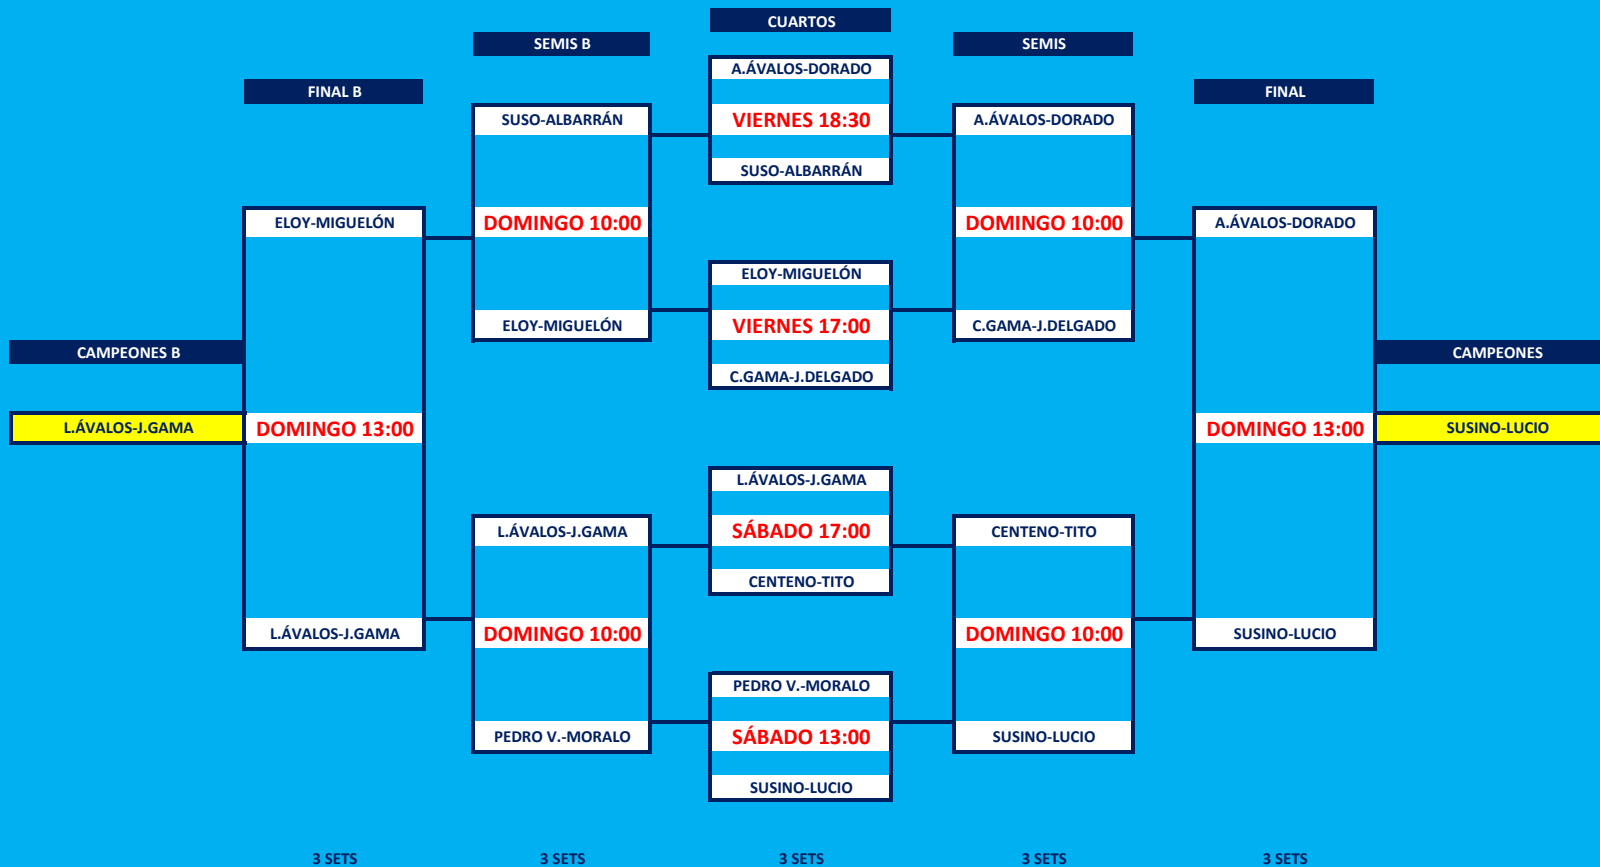 CUARTOS
SEMIS B
SEMIS
A.ÁVALOS-DORADO
FINAL B
FINAL
SUSO-ALBARRÁN
VIERNES 18:30
A.ÁVALOS-DORADO
SUSO-ALBARRÁN
ELOY-MIGUELÓN
DOMINGO 10:00
DOMINGO 10:00
A.ÁVALOS-DORADO
ELOY-MIGUELÓN
ELOY-MIGUELÓN
VIERNES 17:00
C.GAMA-J.DELGADO
CAMPEONES B
CAMPEONES
C.GAMA-J.DELGADO
L.ÁVALOS-J.GAMA
DOMINGO 13:00
DOMINGO 13:00
SUSINO-LUCIO
L.ÁVALOS-J.GAMA
L.ÁVALOS-J.GAMA
SÁBADO 17:00
CENTENO-TITO
CENTENO-TITO
L.ÁVALOS-J.GAMA
DOMINGO 10:00
DOMINGO 10:00
SUSINO-LUCIO
PEDRO V.-MORALO
PEDRO V.-MORALO
SÁBADO 13:00
SUSINO-LUCIO
SUSINO-LUCIO
3 SETS
3 SETS
3 SETS
3 SETS
3 SETS